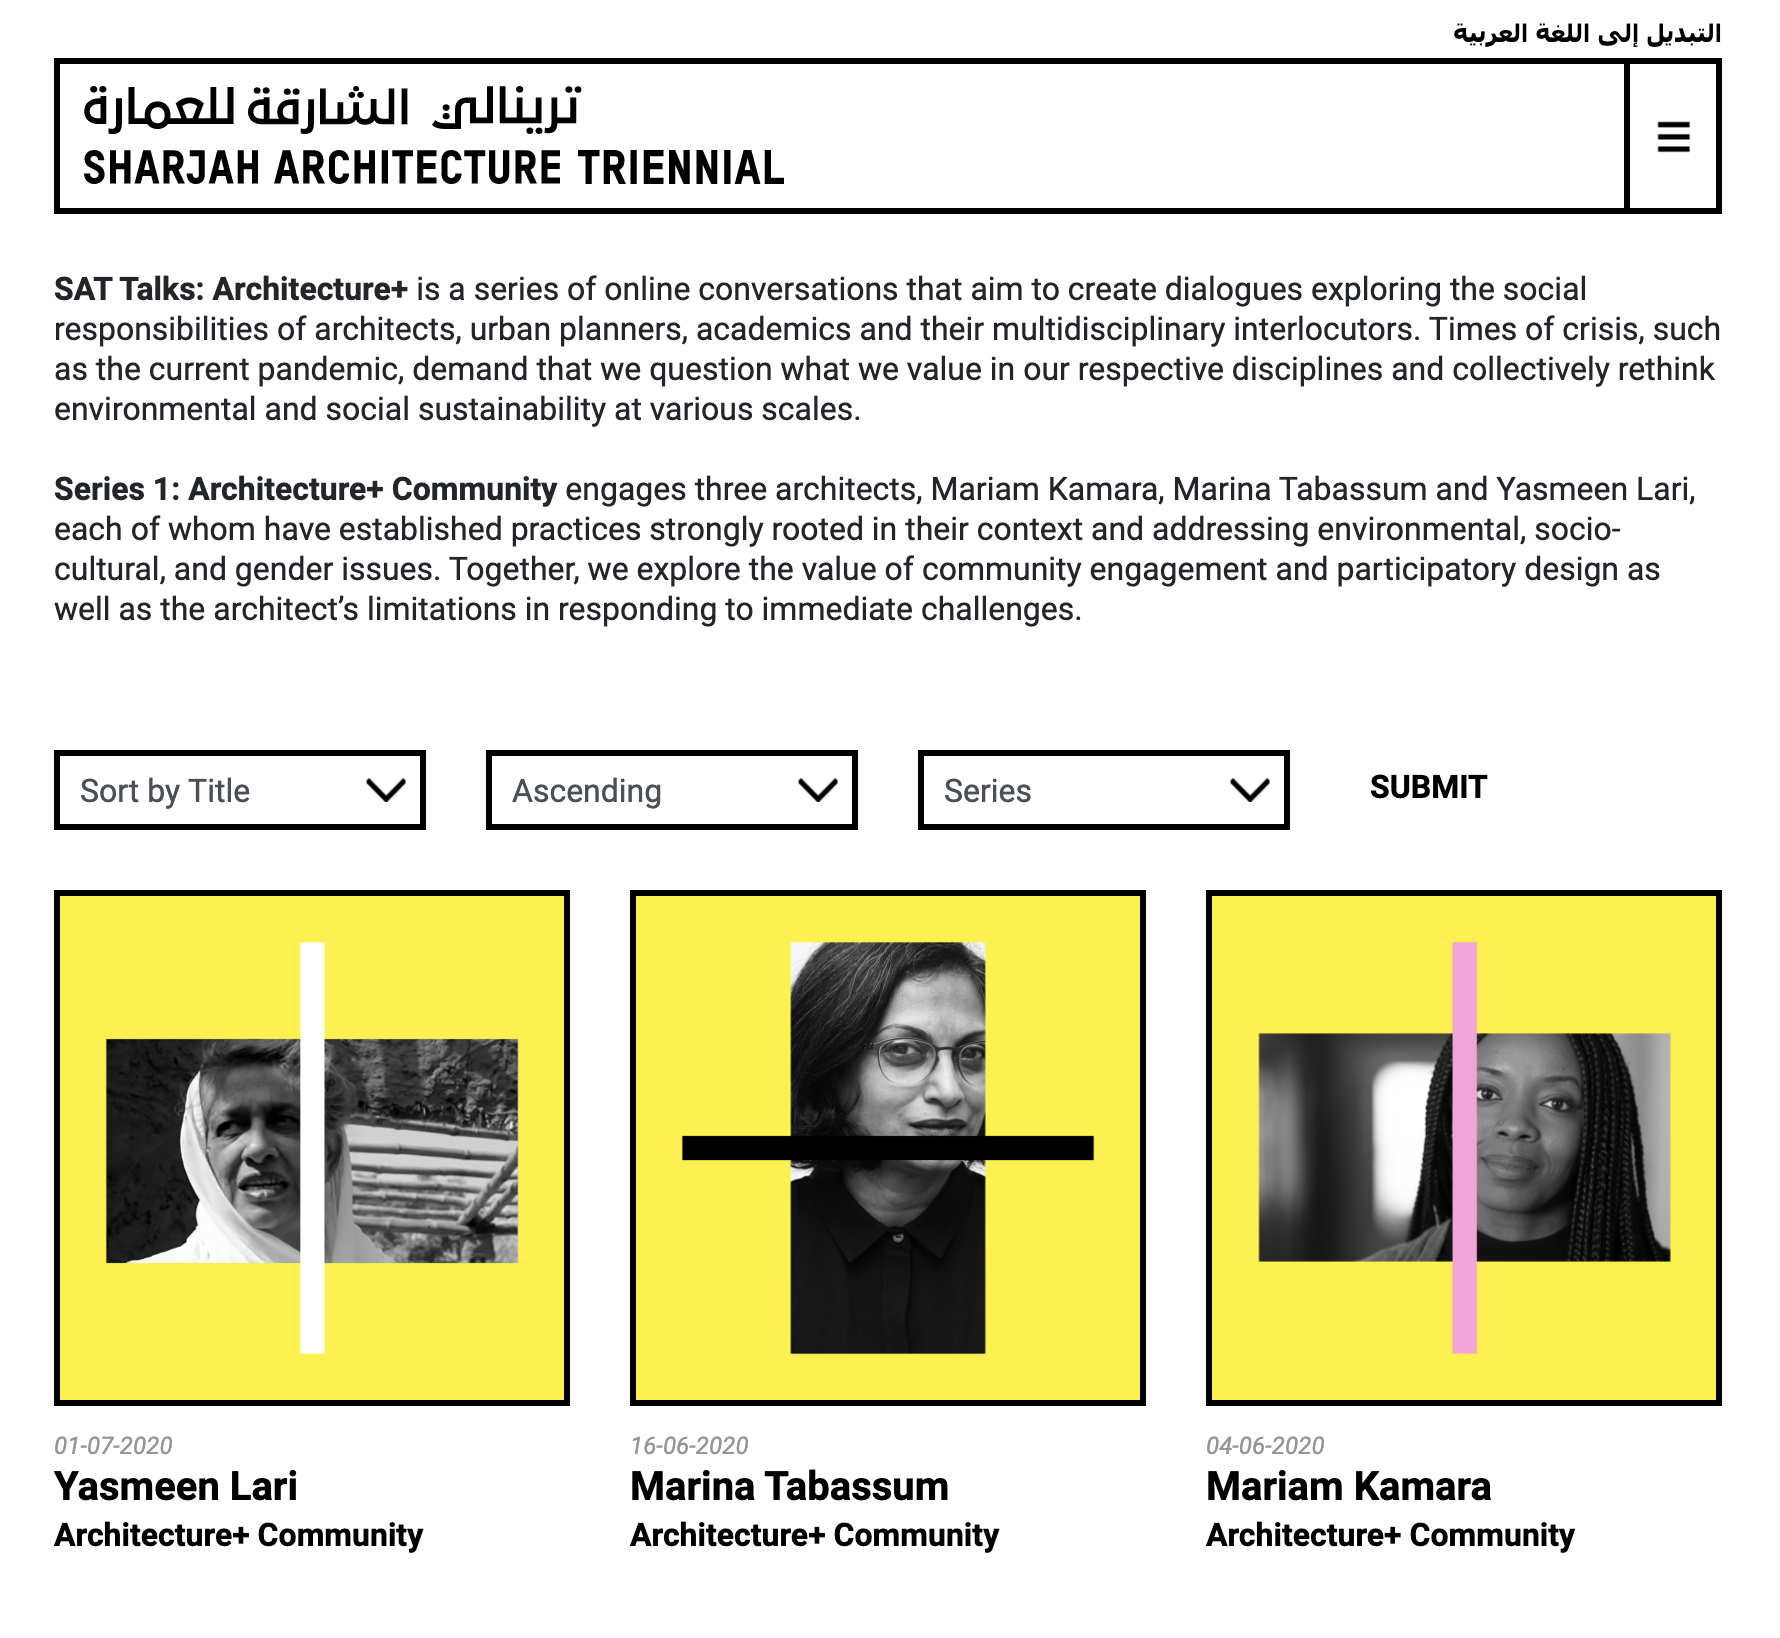 التبديل إلى اللغة العربية
ترينالي الشارقة للعمارة
SHARJAH ARCHITECTURE TRIENNIAL
SAT Talks: Architecture+ is a series of online conversations that aim to create dialogues exploring the social
responsibilities of architects, urban planners, academics and their multidisciplinary interlocutors. Times of crisis, such
as the current pandemic, demand that we question what we value in our respective disciplines and collectively rethink
environmental and social sustainability at various scales.
Series 1: Architecture+ Community engages three architects, Mariam Kamara, Marina Tabassum and Yasmeen Lari,
each of whom have established practices strongly rooted in their context and addressing environmental, socio-
cultural, and gender issues. Together, we explore the value of community engagement and participatory design as
well as the architect’s limitations in responding to immediate challenges.
Sort by Title
Ascending
Series
SUBMIT
01-07-2020
Yasmeen Lari
Architecture+ Community
16-06-2020
Marina Tabassum
Architecture+ Community
04-06-2020
Mariam Kamara
Architecture+ Community